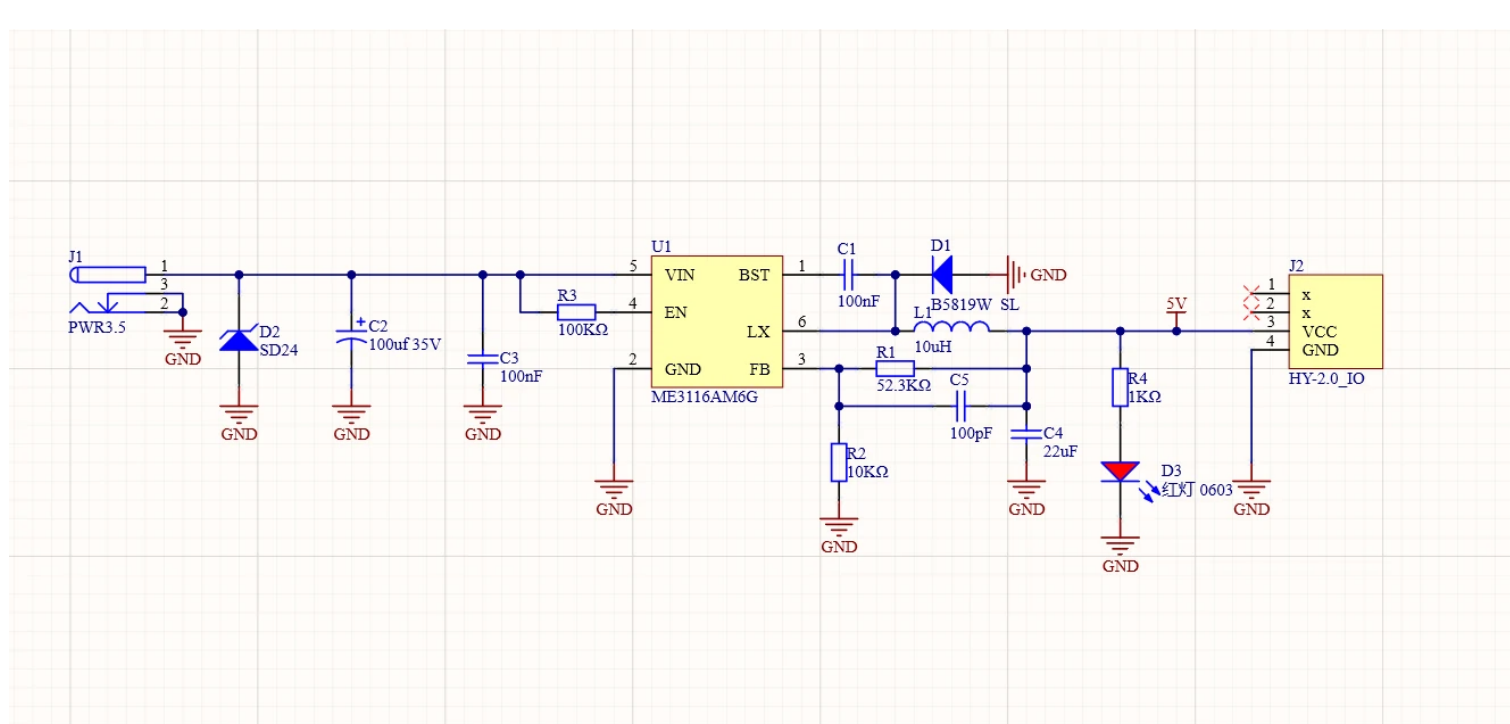 J1
1
3
2
PWR3.5
GND
D2
SD24
GND
C2
100uf 35V
GND
C3
100nF
GND
R3
100KΩ
U1
5 VIN BST 1
4 EN
LX 6
2 GND FB 3
ME3116AM6G
GND
C1
100nF
D1
B5819W SL
GND
L1
10uH
R1
52.3KΩ
C5
100pF
R2
10KΩ
GND
C4
22uF
GND
5V
R4
1KΩ
D3
红灯 0603
GND
J2
1 x
2 x
3 VCC
4 GND
HY-2.0_IO
GND